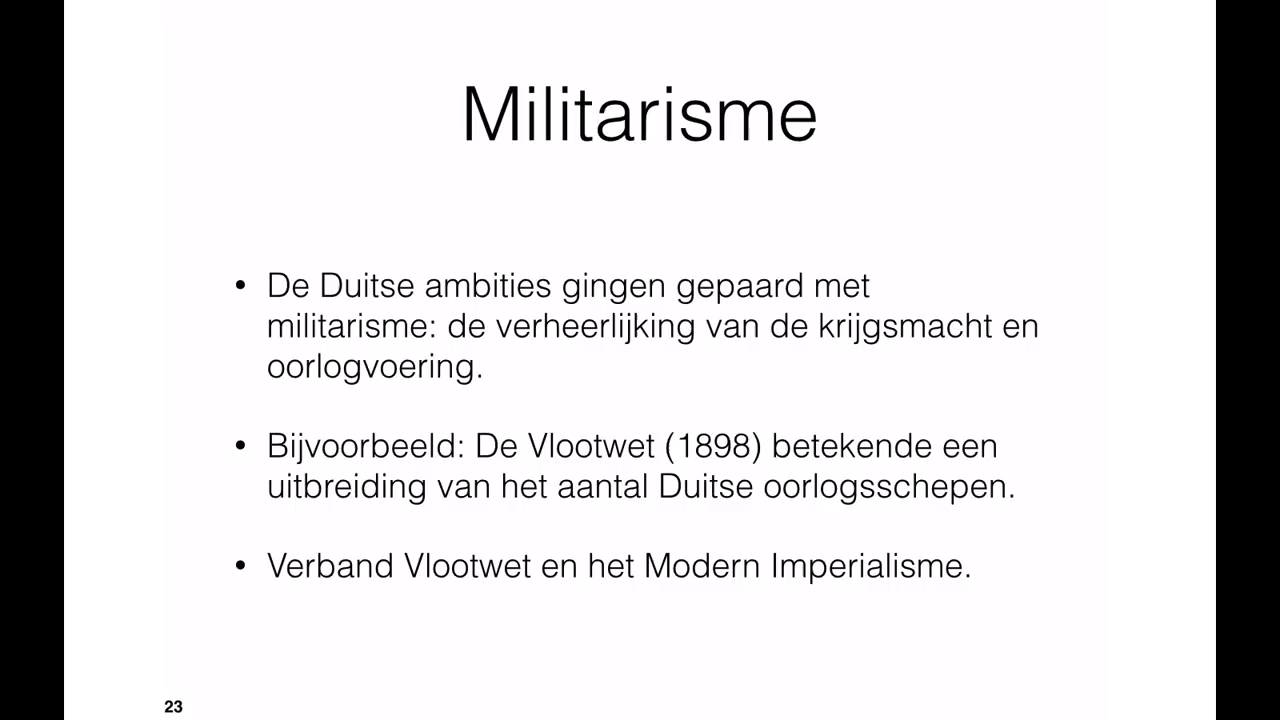 Militarisme
• De Duitse ambities gingen gepaard met
militarisme: de verheerlijking van de krijgsmacht en
oorlogvoering.
• Bijvoorbeeld: De Vlootwet (1898) betekende een
uitbreiding van het aantal Duitse oorlogsschepen.
• Verband Vlootwet en het Modern Imperialisme.
23